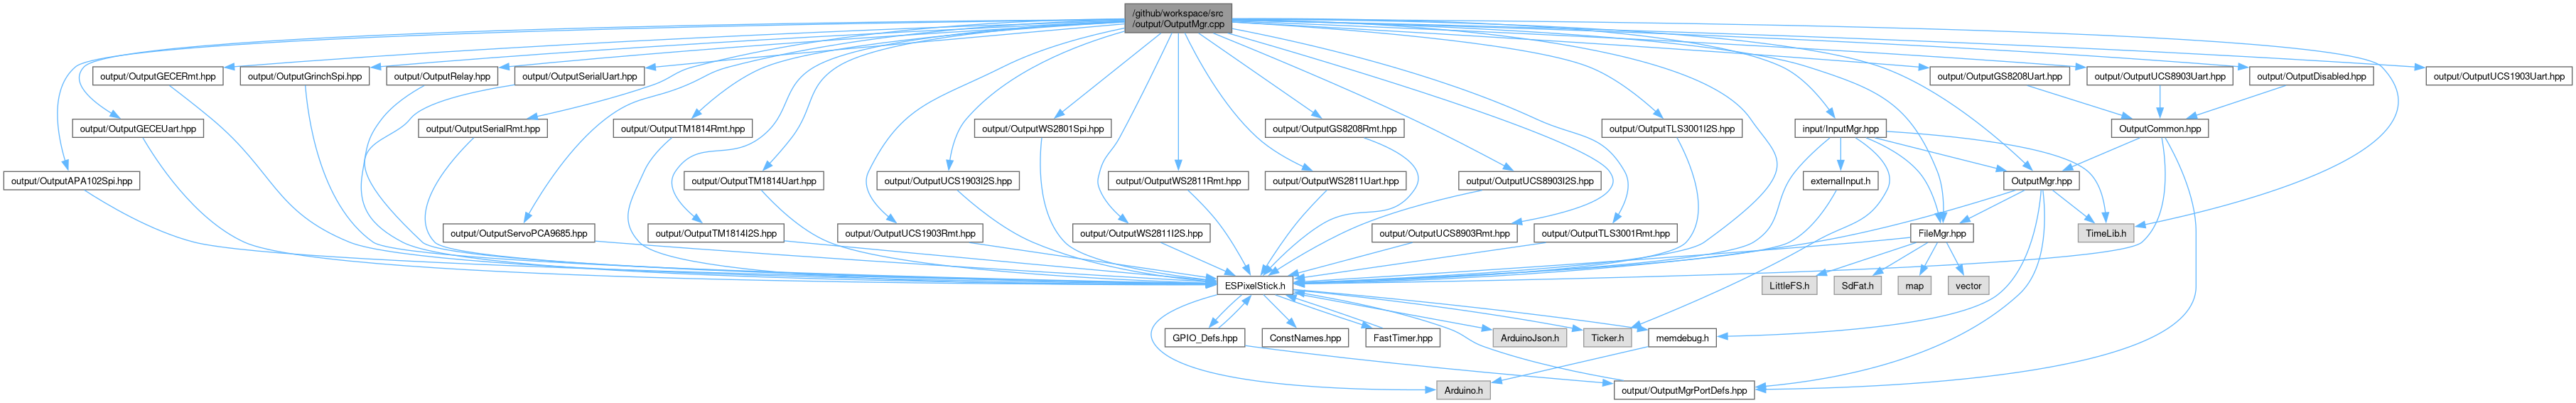 /github/workspace/src
/output/OutputMgr.cpp
output/OutputGECERmt.hpp
output/OutputGrinchSpi.hpp
output/OutputRelay.hpp
output/OutputSerialUart.hpp
output/OutputGS8208Uart.hpp
output/OutputUCS8903Uart.hpp
output/OutputDisabled.hpp
output/OutputUCS1903Uart.hpp
output/OutputGECEUart.hpp
output/OutputSerialRmt.hpp
output/OutputTM1814Rmt.hpp
output/OutputWS2801Spi.hpp
output/OutputGS8208Rmt.hpp
output/OutputTLS3001I2S.hpp
input/InputMgr.hpp
OutputCommon.hpp
output/OutputAPA102Spi.hpp
output/OutputTM1814Uart.hpp
output/OutputUCS1903I2S.hpp
output/OutputWS2811Rmt.hpp
output/OutputWS2811Uart.hpp
output/OutputUCS8903I2S.hpp
externalInput.h
OutputMgr.hpp
output/OutputServoPCA9685.hpp
output/OutputTM1814I2S.hpp
output/OutputUCS1903Rmt.hpp
output/OutputWS2811I2S.hpp
output/OutputUCS8903Rmt.hpp
output/OutputTLS3001Rmt.hpp
FileMgr.hpp
TimeLib.h
ESPixelStick.h
LittleFS.h
SdFat.h
map
vector
GPIO_Defs.hpp
ConstNames.hpp
FastTimer.hpp
ArduinoJson.h
Ticker.h
memdebug.h
Arduino.h
output/OutputMgrPortDefs.hpp